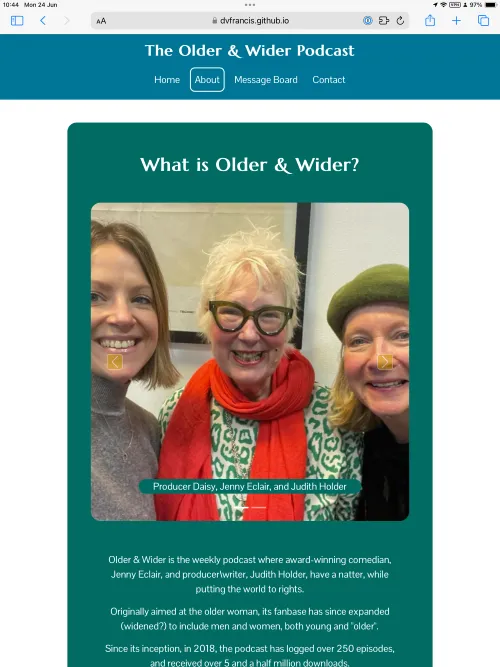 10:44 Mon 24 Jun
VPN 97%
AA dvfrancis.github.io
The Older & Wider Podcast
Home About Message Board Contact
What is Older & Wider?
Producer Daisy, Jenny Eclair, and Judith Holder
Older & Wider is the weekly podcast where award-winning comedian,
Jenny Eclair, and producer\writer, Judith Holder, have a natter, while
putting the world to rights.
Originally aimed at the older woman, its fanbase has since expanded
(widened?) to include men and women, both young and "older".
Since its inception, in 2018, the podcast has logged over 250 episodes,
and received over 5 and a half million downloads.